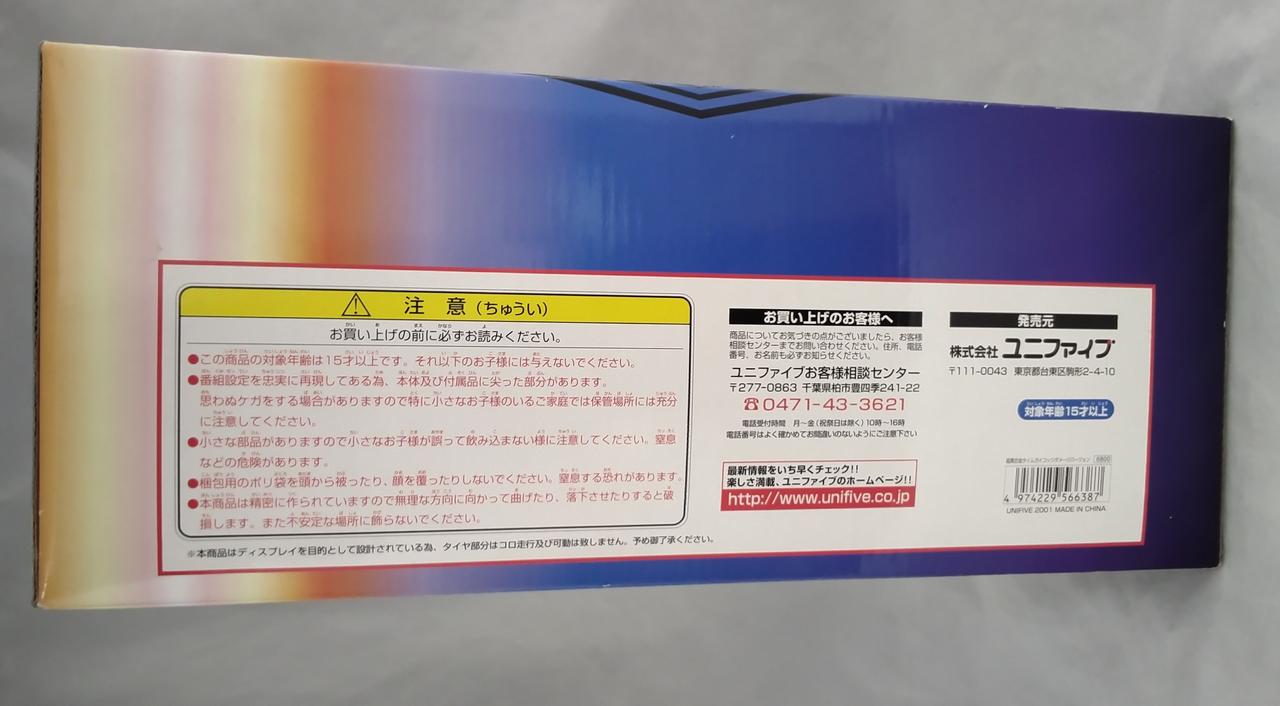 注 意 (ちゅうい)
お買い上げの前に必ずお読みください。
●この商品の対象年齢は15才以上です。それ以下のお子様には与えないでください。
●番組設定を忠実に再現してある為、本体及び付属品に尖った部分があります。
思わぬケガをする場合がありますので特に小さなお子様のいるご家庭では保管場所には充分
に注意してください。
●小さな部品がありますので小さなお子様が誤って飲み込まない様に注意してください。窒息
などの危険があります。
●梱包用のポリ袋を頭から被ったり、顔を覆ったりしないでください。窒息する恐れがあります。
●本商品は精密に作られていますので無理な方向に向かって曲げたり、落下させたりすると破
損します。また不安定な場所に飾らないでください。
※本商品はディスプレイを目的として設計されている為、タイヤ部分はコロ走行及び可動は致しません。予め御了承ください。
お買い上げのお客様へ
商品についてお気づきの点がございましたら、お客様
相談センターまでお問い合わせください。住所、電話
番号、お名前も必ずお知らせください。
ユニファイブお客様相談センター
〒277-0863 千葉県柏市豊四季241-22
☎0471-43-3621
電話受付時間 月〜金(祝祭日は除く)10時〜16時
電話番号はよく確かめてお間違いのないようにご注意下さい
最新情報をいち早くチェック!!
楽しさ満載、ユニファイブのホームページ!!
http://www.unifive.co.jp
発売元
株式会社 ユニファイブ
〒111-0043 東京都台東区駒形2-4-10
対象年齢15才以上
6800
4 974229 566387
UNIFIVE 2001 MADE IN CHINA